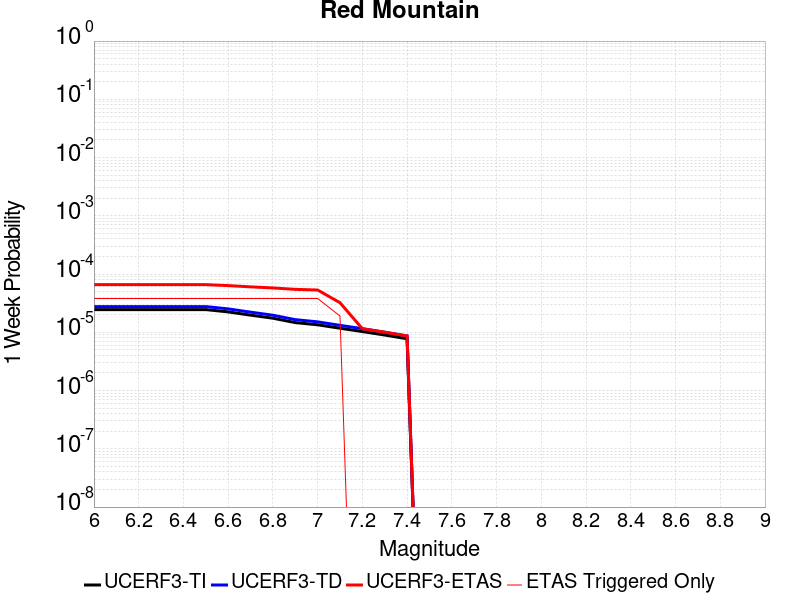 Red Mountain
10^0
10^-1
10^-2
10^-3
10^-4
10^-5
10^-6
10^-7
10^-8
1 Week Probability
6 6.2 6.4 6.6 6.8 7 7.2 7.4 7.6 7.8 8 8.2 8.4 8.6 8.8 9
Magnitude
UCERF3-TI UCERF3-TD UCERF3-ETAS ETAS Triggered Only